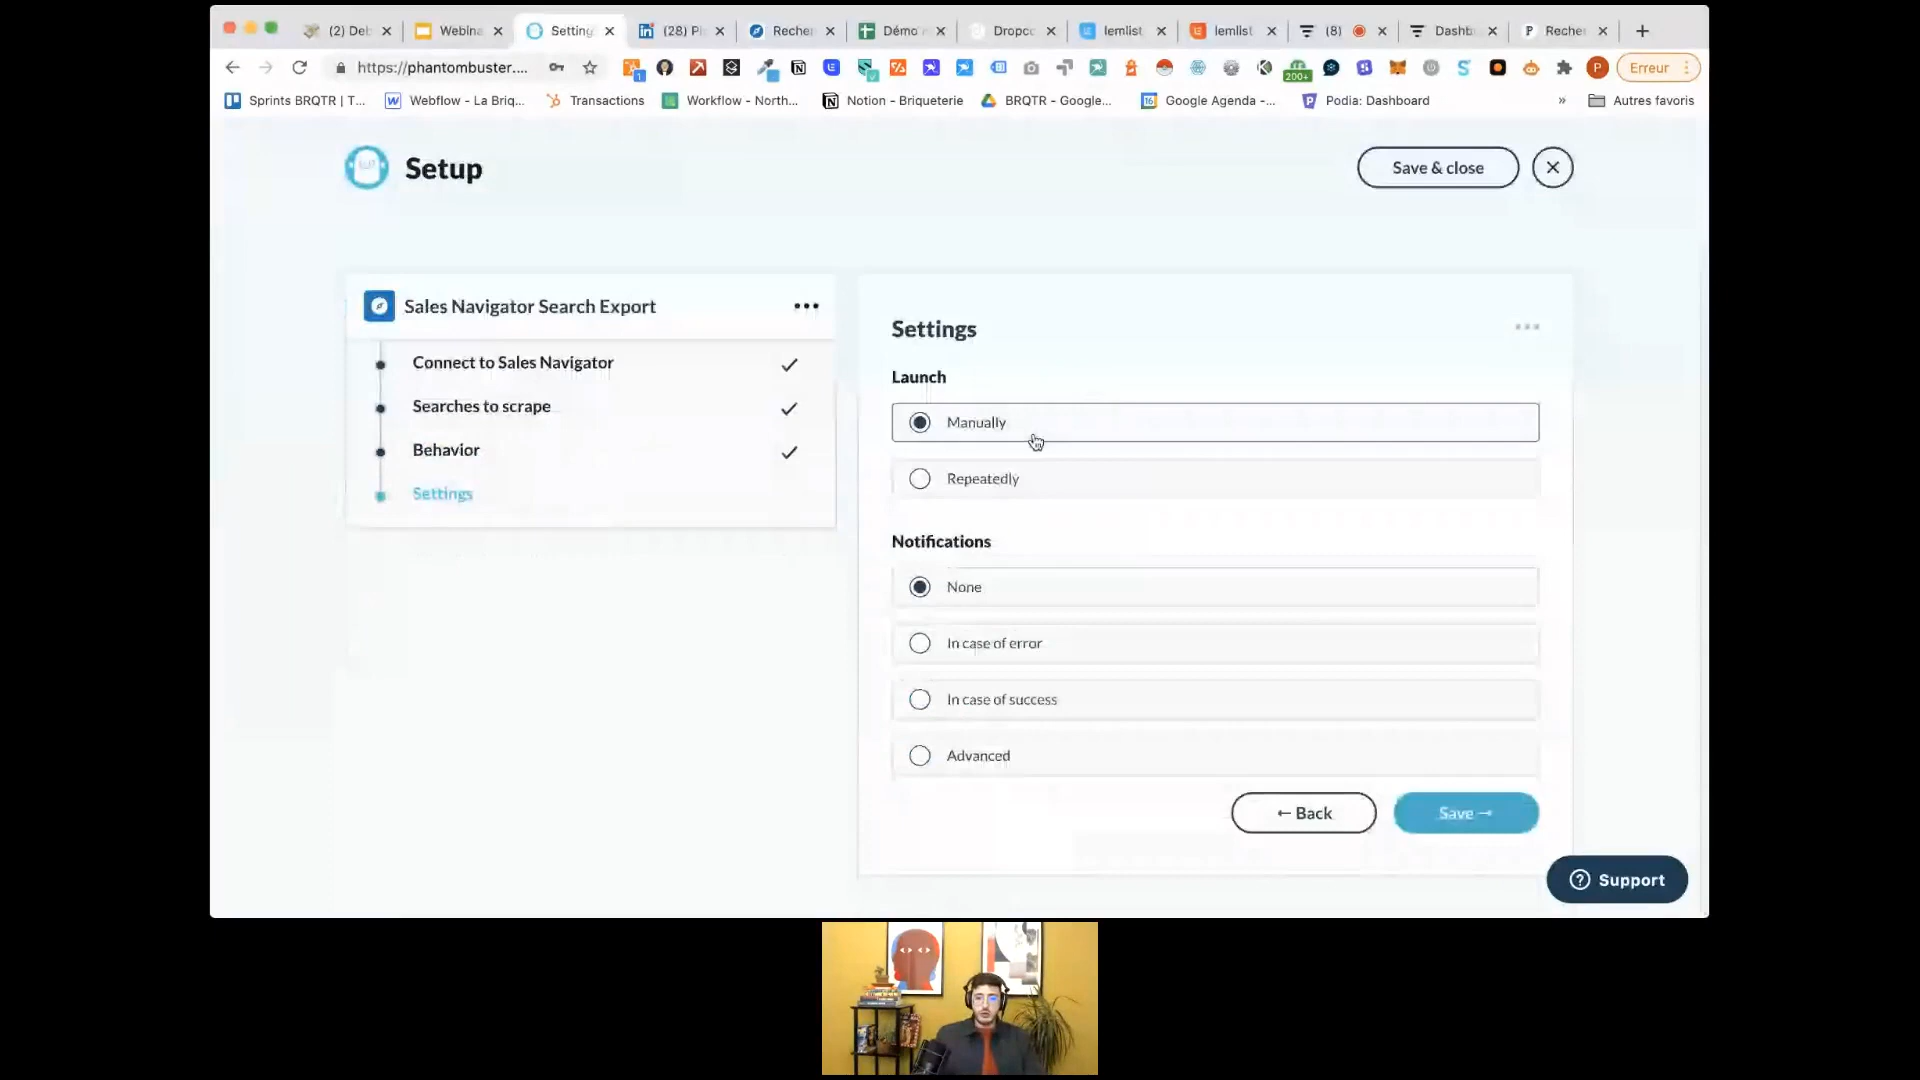 (2) Deb
Webina
Setting
(28) P
Recher
Démo
Dropco
lemlist
lemlist
(8)
Dashb
Recher
https://phantombuster....
1
200+
P
Erreur
Sprints BRQTR | T...
Webflow - La Briq...
Transactions
Workflow - North...
Notion - Briqueterie
BRQTR - Google...
Google Agenda -...
Podia: Dashboard
»
Autres favoris
Setup
Save & close
Sales Navigator Search Export
Connect to Sales Navigator
Searches to scrape
Behavior
Settings
Settings
Launch
Manually
Repeatedly
Notifications
None
In case of error
In case of success
Advanced
← Back
Save →
Support